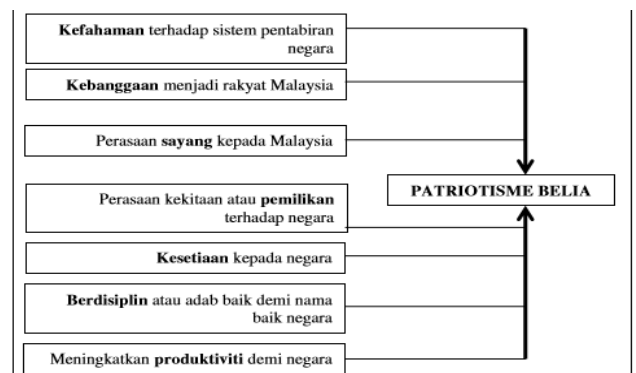 Kefahaman terhadap sistem pentabiran
negara
Kebanggaan menjadi rakyat Malaysia
Perasaan sayang kepada Malaysia
PATRIOTISME BELIA
Perasaan kekitaan atau pemilikan
terhadap negara
Kesetiaan kepada negara
Berdisiplin atau adab baik demi nama
baik negara
Meningkatkan produktiviti demi negara